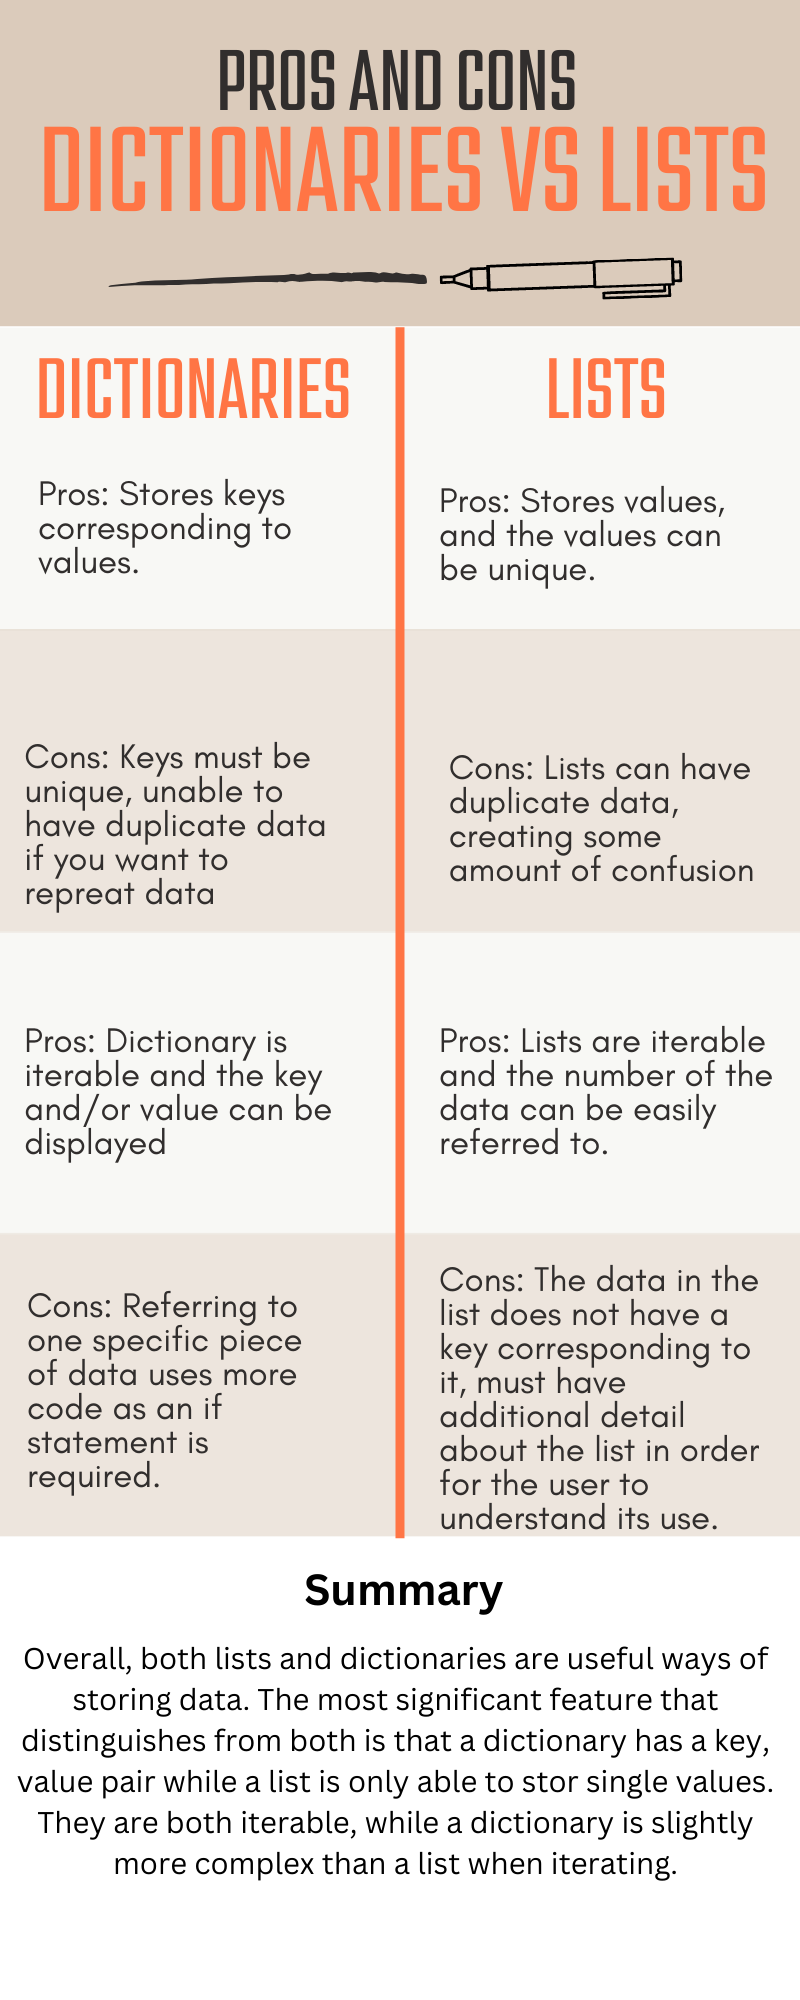 PROS AND CONS
DICTIONARIES VS LISTS
DICTIONARIES
Pros: Stores keys
corresponding to
values.
Cons: Keys must be
unique, unable to
have duplicate data
if you want to
repreat data
Pros: Dictionary is
iterable and the key
and/or value can be
displayed
Cons: Referring to
one specific piece
of data uses more
code as an if
statement is
required.
LISTS
Pros: Stores values,
and the values can
be unique.
Cons: Lists can have
duplicate data,
creating some
amount of confusion
Pros: Lists are iterable
and the number of the
data can be easily
referred to.
Cons: The data in the
list does not have a
key corresponding to
it, must have
additional detail
about the list in order
for the user to
understand its use.
Summary
Overall, both lists and dictionaries are useful ways of
storing data. The most significant feature that
distinguishes from both is that a dictionary has a key,
value pair while a list is only able to stor single values.
They are both iterable, while a dictionary is slightly
more complex than a list when iterating.